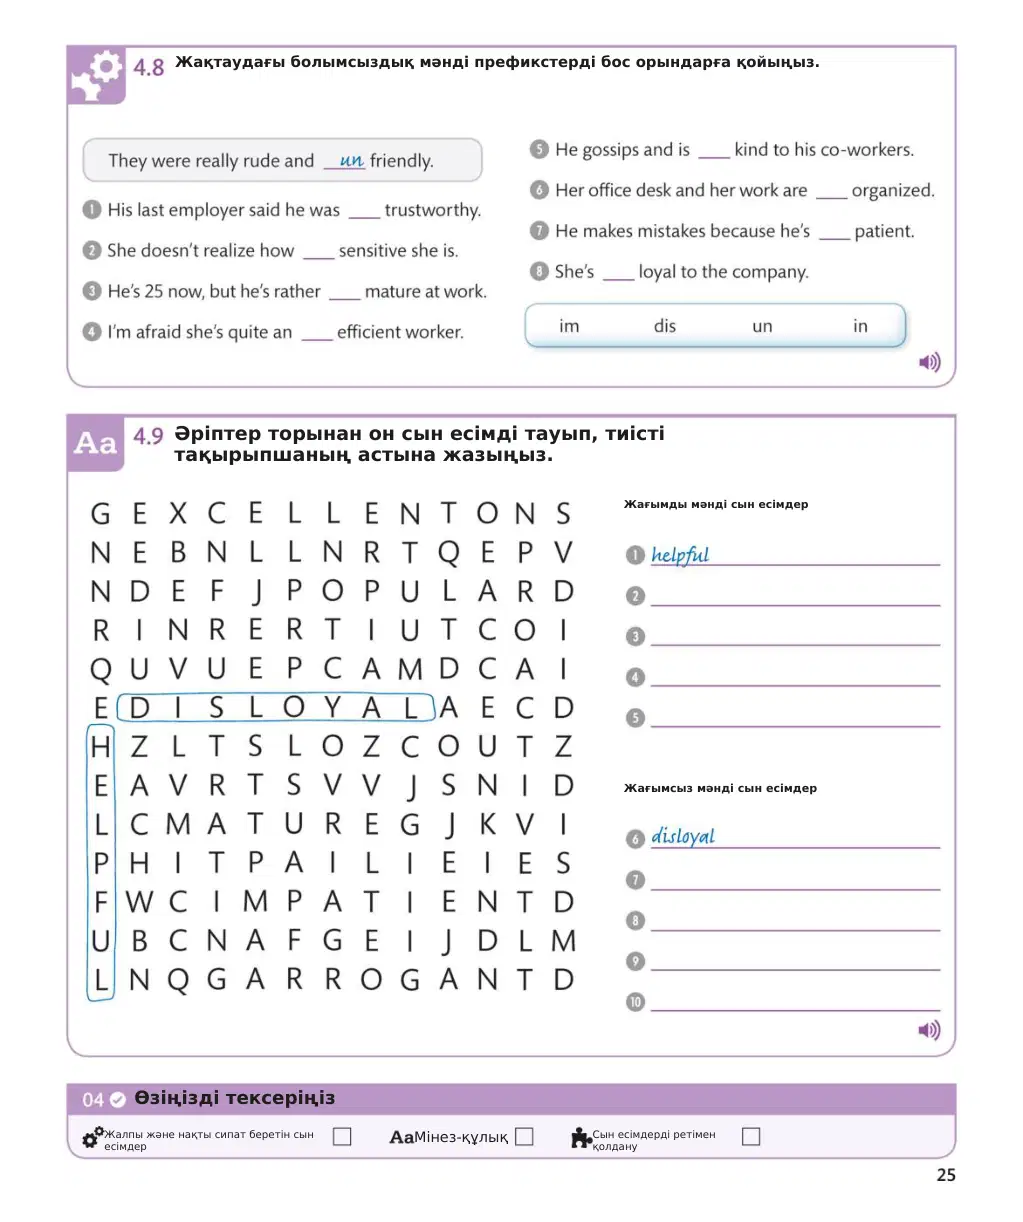 4.8 Жақтаудағы болымсыздық мәнді префикстерді бос орындарға қойыңыз.
They were really rude and un friendly.
1 His last employer said he was ___ trustworthy.
2 She doesn't realize how ___ sensitive she is.
3 He's 25 now, but he's rather ___ mature at work.
4 I'm afraid she's quite an ___ efficient worker.
5 He gossips and is ___ kind to his co-workers.
6 Her office desk and her work are ___ organized.
7 He makes mistakes because he's ___ patient.
8 She's ___ loyal to the company.
im dis un in
Aa 4.9 Әріптер торынан он сын есімді тауып, тиісті
тақырыпшаның астына жазыңыз.
G E X C E L L E N T O N S
N E B N L L N R T Q E P V
N D E F J P O P U L A R D
R I N R E R T I U T C O I
Q U V U E P C A M D C A I
E D I S L O Y A L A E C D
H Z L T S L O Z C O U T Z
E A V R T S V V J S N I D
L C M A T U R E G J K V I
P H I T P A I L I E I E S
F W C I M P A T I E N T D
U B C N A F G E I J D L M
L N Q G A R R O G A N T D
Жағымды мәнді сын есімдер
1 helpful
2
3
4
5
Жағымсыз мәнді сын есімдер
6 disloyal
7
8
9
10
04 Өзіңізді тексеріңіз
Жалпы және нақты сипат беретін сын
есімдер
Aa Мінез-құлық
Сын есімдерді ретімен
қолдану
25